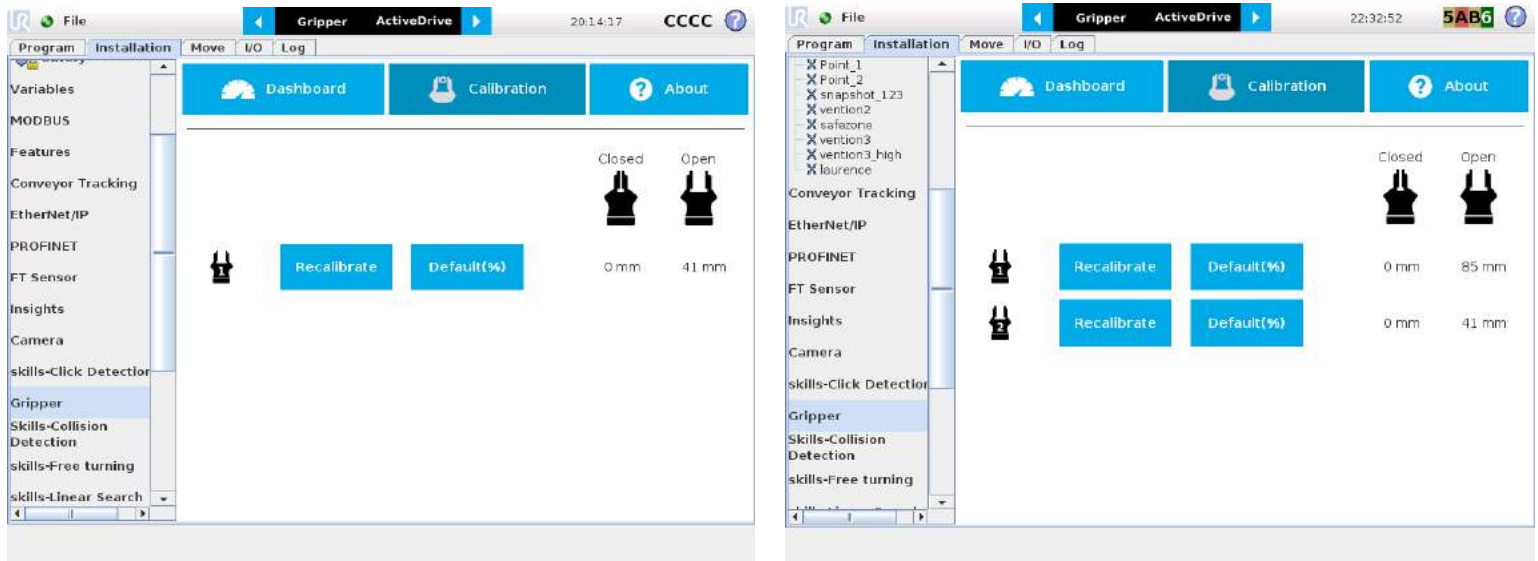 File
Gripper ActiveDrive
20:14:17
CCCC
?
Program Installation Move I/O Log
Variables
MODBUS
Features
Conveyor Tracking
EtherNet/IP
PROFINET
FT Sensor
Insights
Camera
skills-Click Detection
Gripper
Skills-Collision
Detection
skills-Free turning
skills-Linear Search
Dashboard
Calibration
? About
Closed Open
1 Recalibrate Default(%) 0 mm 41 mm
File
Gripper ActiveDrive
22:32:52
5AB6
?
Program Installation Move I/O Log
Point_1
Point_2
snapshot_123
vention2
safezone
vention3
vention3_high
laurence
Conveyor Tracking
EtherNet/IP
PROFINET
FT Sensor
Insights
Camera
skills-Click Detection
Gripper
Skills-Collision
Detection
skills-Free turning
Dashboard
Calibration
? About
Closed Open
1 Recalibrate Default(%) 0 mm 85 mm
2 Recalibrate Default(%) 0 mm 41 mm